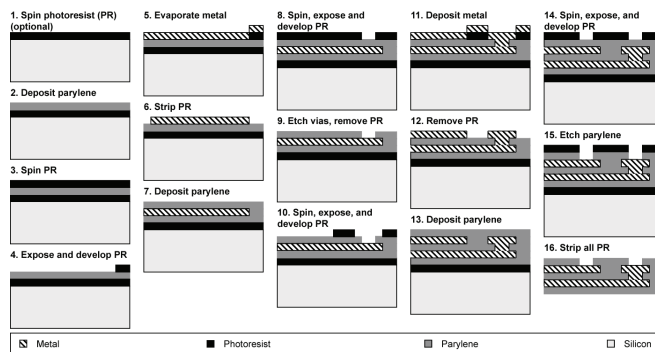 1. Spin photoresist (PR)
(optional)
2. Deposit parylene
3. Spin PR
4. Expose and develop PR
5. Evaporate metal
6. Strip PR
7. Deposit parylene
8. Spin, expose and
develop PR
9. Etch vias, remove PR
10. Spin, expose, and
develop PR
11. Deposit metal
12. Remove PR
13. Deposit parylene
14. Spin, expose, and
develop PR
15. Etch parylene
16. Strip all PR
Metal
Photoresist
Parylene
Silicon